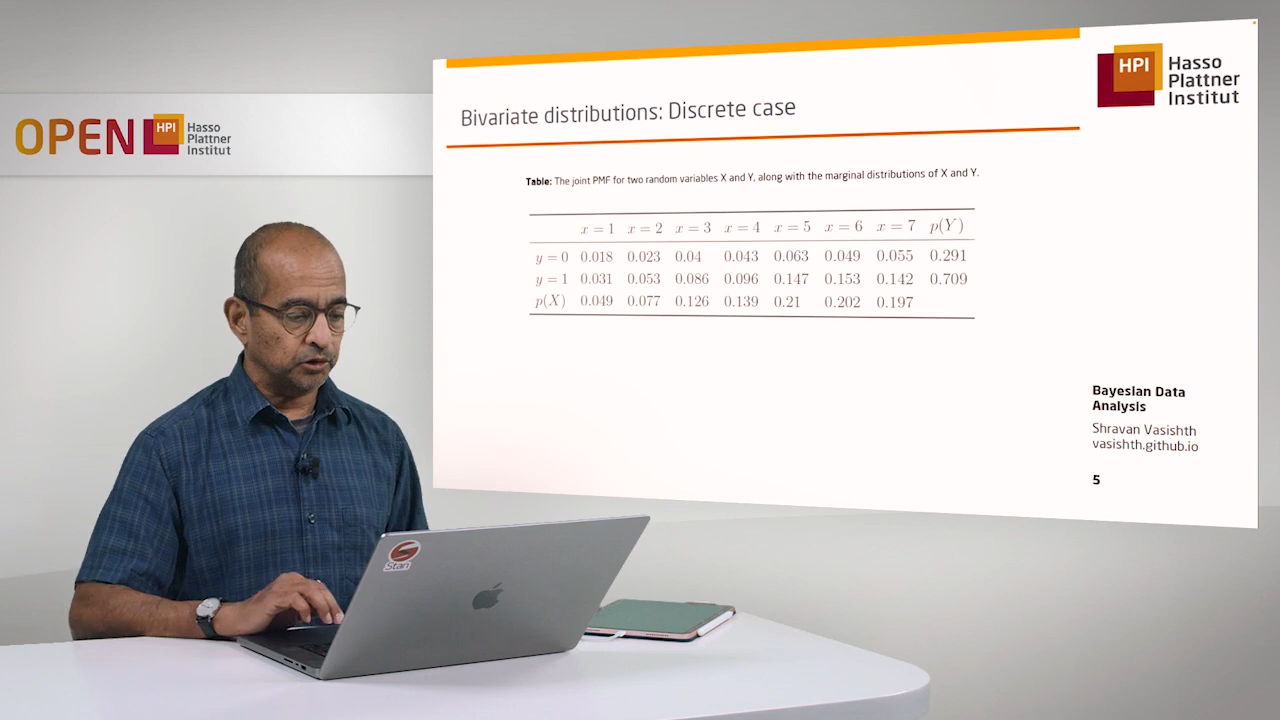 OPEN HPI Hasso
Plattner
Institut
Bivariate distributions: Discrete case
HPI Hasso
Plattner
Institut
Table: The joint PMF for two random variables X and Y, along with the marginal distributions of X and Y.
x = 1 x = 2 x = 3 x = 4 x = 5 x = 6 x = 7 p(Y)
y = 0 0.018 0.023 0.04 0.043 0.063 0.049 0.055 0.291
y = 1 0.031 0.053 0.086 0.096 0.147 0.153 0.142 0.709
p(X) 0.049 0.077 0.126 0.139 0.21 0.202 0.197
Bayesian Data
Analysis
Shravan Vasishth
vasishth.github.io
5
Stan